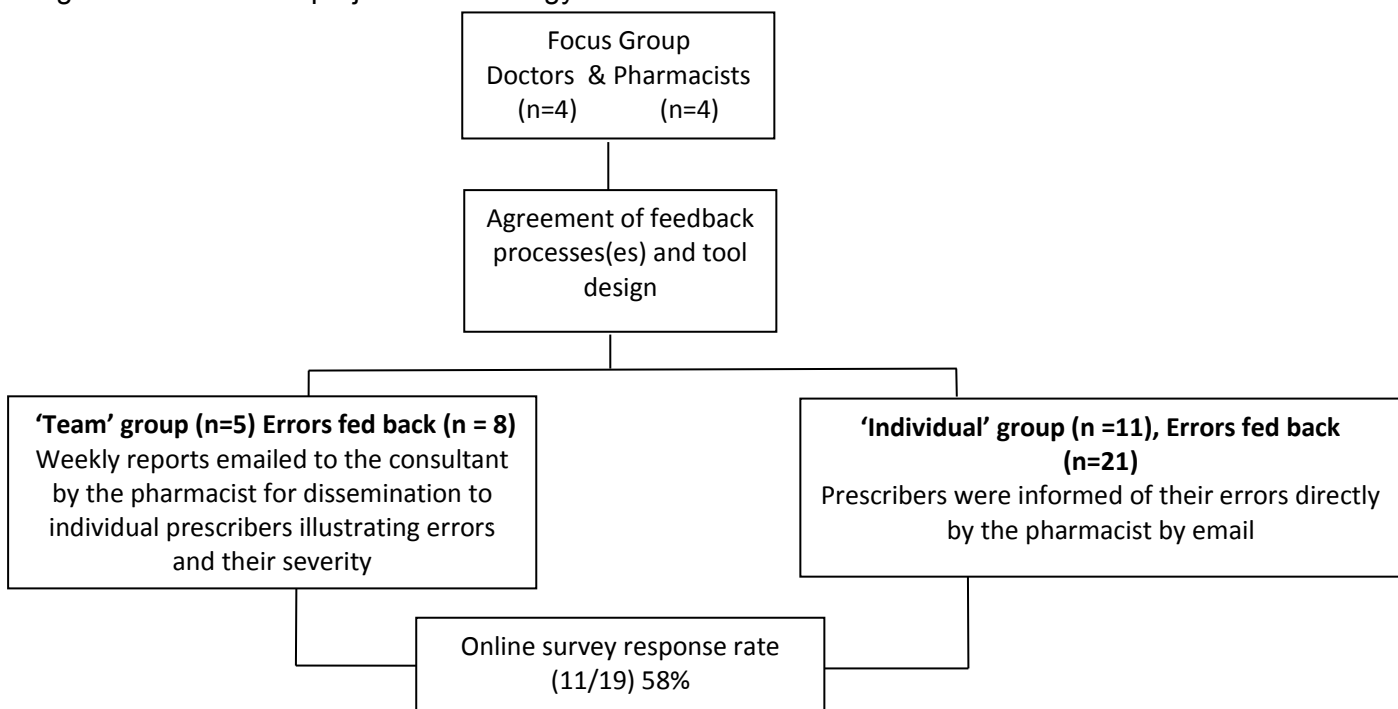 Focus Group
Doctors & Pharmacists
(n=4) (n=4)
Agreement of feedback
processes(es) and tool
design
‘Team’ group (n=5) Errors fed back (n = 8)
Weekly reports emailed to the consultant
by the pharmacist for dissemination to
individual prescribers illustrating errors
and their severity
‘Individual’ group (n =11), Errors fed back
(n=21)
Prescribers were informed of their errors directly
by the pharmacist by email
Online survey response rate
(11/19) 58%